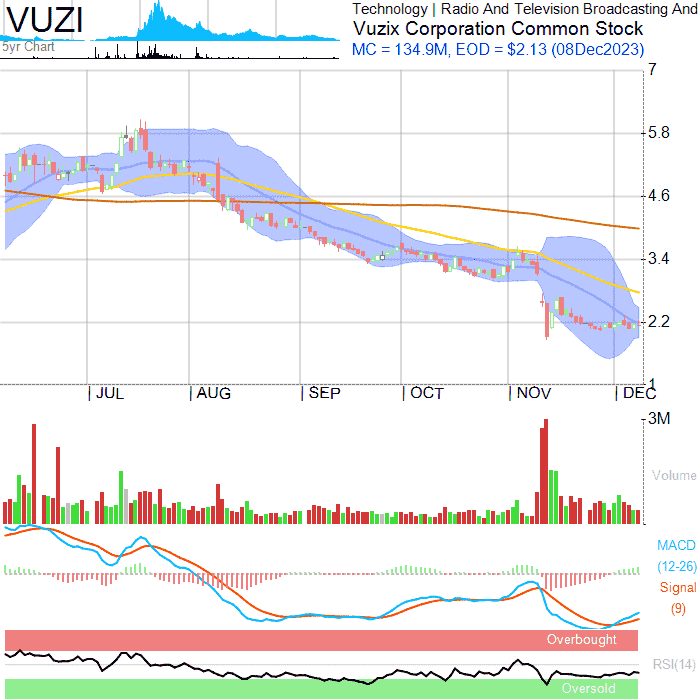 VUZI
5yr Chart
Technology | Radio And Television Broadcasting And
Vuzix Corporation Common Stock
MC = 134.9M, EOD = $2.13 (08Dec2023)
7
5.8
4.6
3.4
2.2
1
JUL AUG SEP OCT NOV DEC
3M
Volume
MACD
(12-26)
Signal
(9)
Overbought
RSI(14)
Oversold